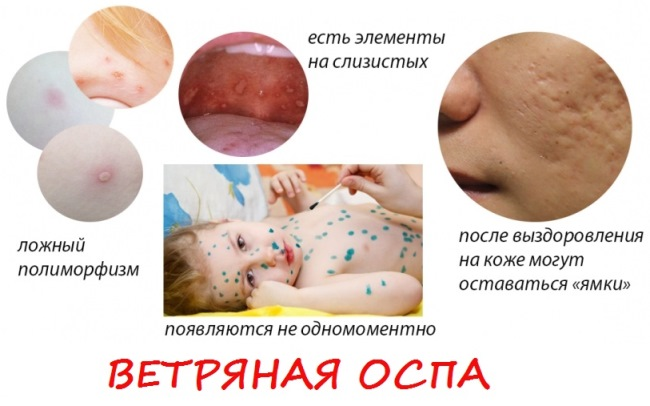 есть элементы
на слизистых
ложный
полиморфизм
после выздоровления
на коже могут
оставаться «ямки»
появляются не одномоментно
ВЕТРЯНАЯ ОСПА